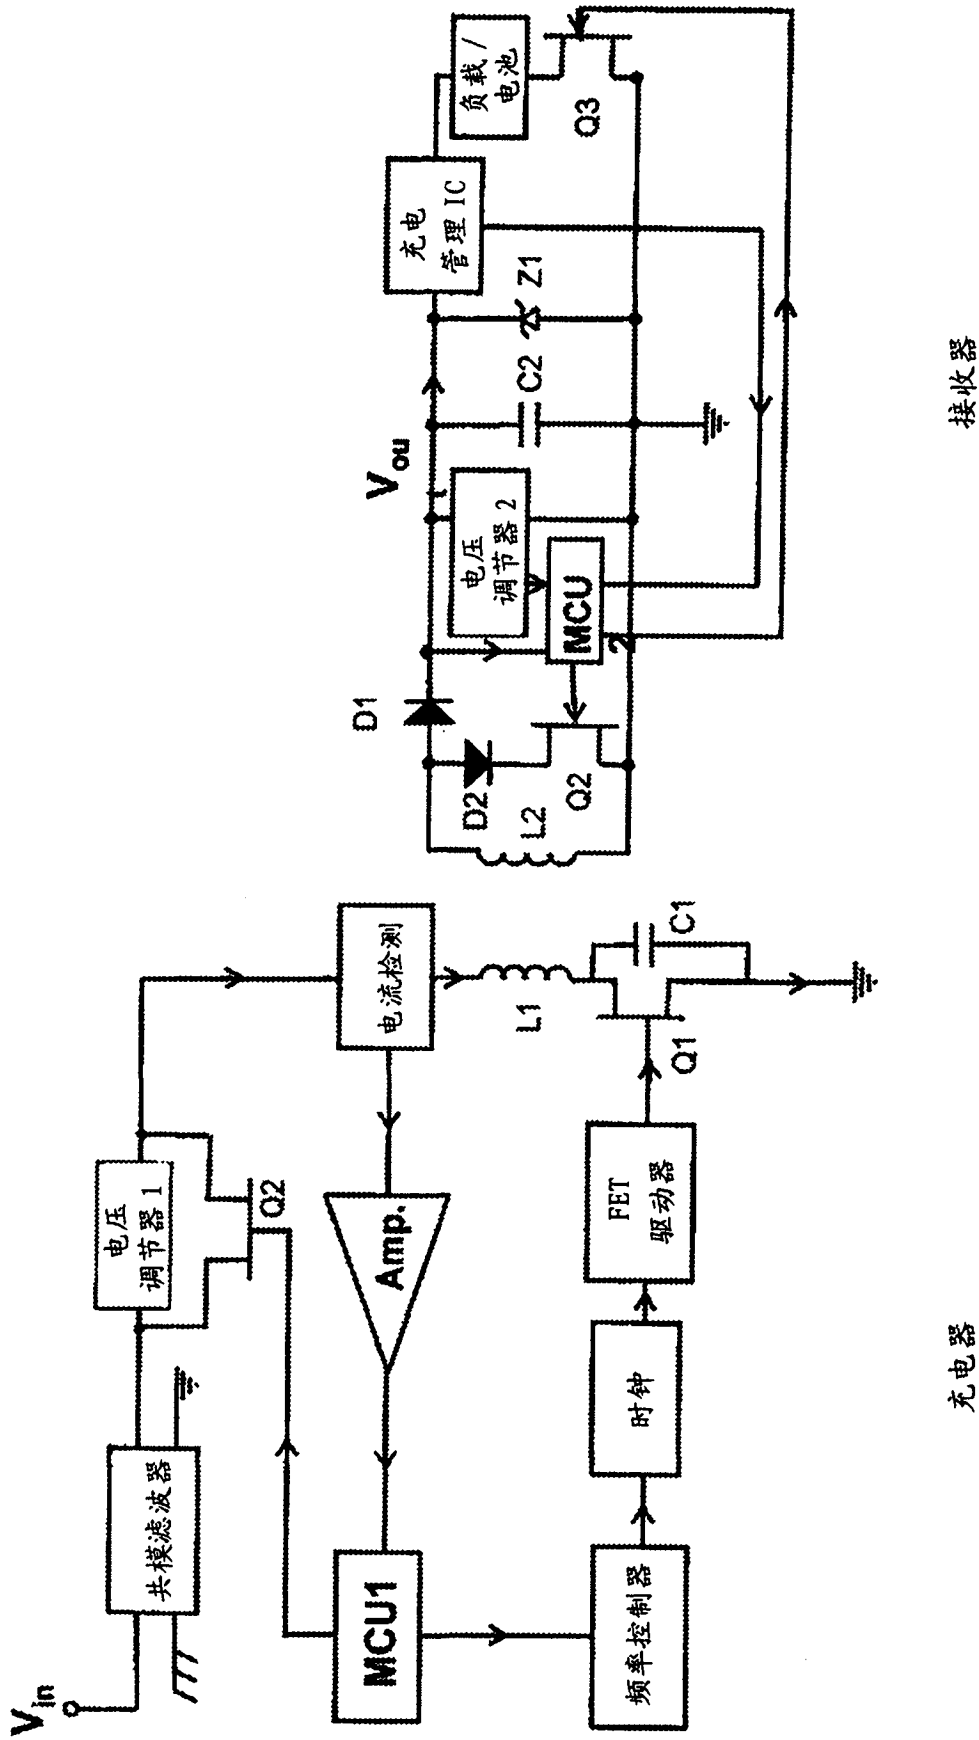 Vin
共模滤波器
电压
调节器 1
Q2
MCU1
Amp.
电流检测
L1
C1
Q1
频率控制器
时钟
FET
驱动器
充电器
L2
D2
D1
Q2
MCU
2
电压
调节器 2
Vou
t
C2
Z1
充电
管理 IC
负载 /
电池
Q3
接收器